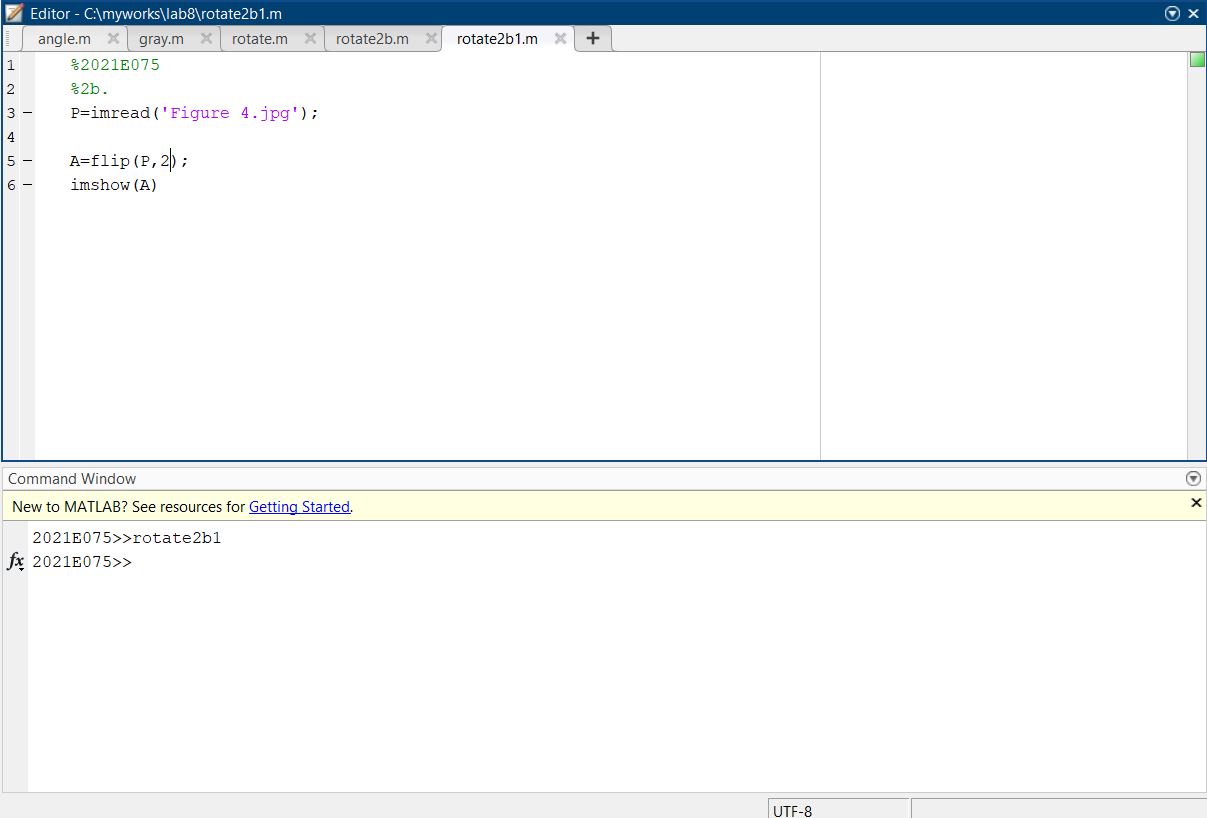 Editor - C:\myworks\lab8\rotate2b1.m
angle.m gray.m rotate.m rotate2b.m rotate2b1.m +
1 %2021E075
2 %2b.
3 – P=imread('Figure 4.jpg');
4
5 – A=flip(P,2);
6 – imshow(A)
Command Window
New to MATLAB? See resources for Getting Started.
2021E075>>rotate2b1
fx 2021E075>>
UTF-8